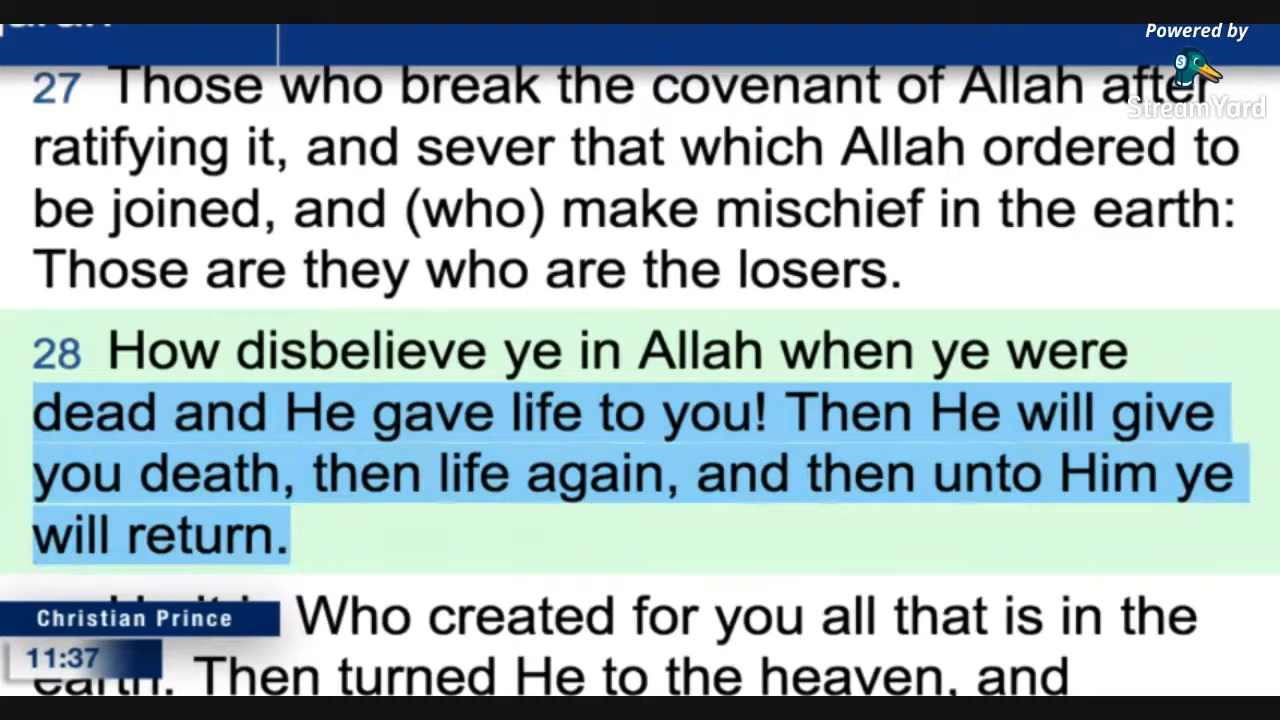 Powered by
StreamYard
27 Those who break the covenant of Allah after
ratifying it, and sever that which Allah ordered to
be joined, and (who) make mischief in the earth:
Those are they who are the losers.
28 How disbelieve ye in Allah when ye were
dead and He gave life to you! Then He will give
you death, then life again, and then unto Him ye
will return.
Who created for you all that is in the
earth. Then turned He to the heaven, and
Christian Prince
11:37